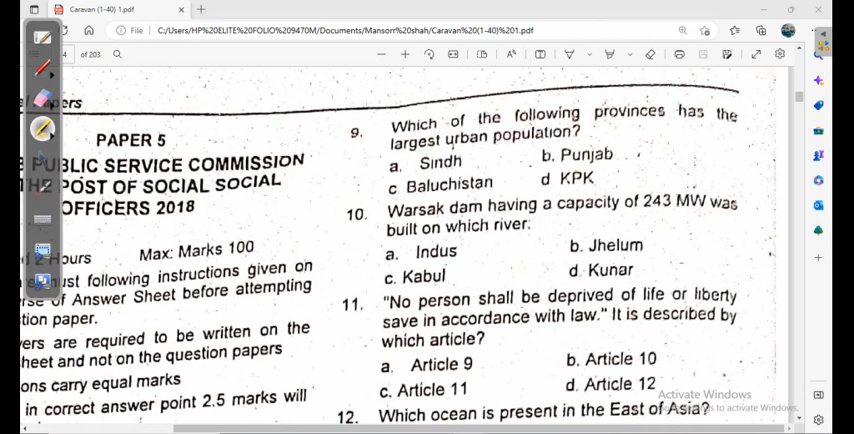 Caravan (1-40) 1.pdf
File
C:/Users/HP%20ELITE%20FOLIO%209470M/Documents/Mansorr%20shah/Caravan%20(1-40)%201.pdf
4 of 203
PAPER 5
PUBLIC SERVICE COMMISSION
THE POST OF SOCIAL SOCIAL
OFFICERS 2018
Max: Marks 100
must following instructions given on
of Answer Sheet before attempting
paper.
are required to be written on the
and not on the question papers
carry equal marks
in correct answer point 2.5 marks will
9. Which of the following provinces has the
largest urban population?
a. Sindh b. Punjab
c Baluchistan d KPK
10. Warsak dam having a capacity of 243 MW was
built on which river:
a. Indus b. Jhelum
c. Kabul d. Kunar
11. "No person shall be deprived of life or liberty
save in accordance with law." It is described by
which article?
a. Article 9 b. Article 10
c. Article 11 d. Article 12
Activate Windows
to activate Windows.
12. Which ocean is present in the East of Asia?